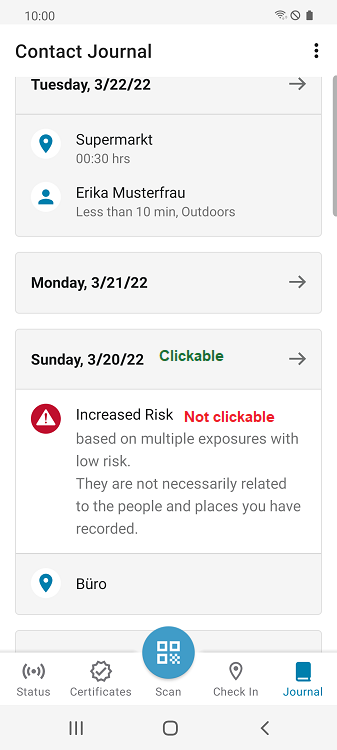 10:00
Contact Journal
Tuesday, 3/22/22
Supermarkt
00:30 hrs
Erika Musterfrau
Less than 10 min, Outdoors
Monday, 3/21/22
Sunday, 3/20/22 Clickable
Increased Risk Not clickable
based on multiple exposures with
low risk.
They are not necessarily related
to the people and places you have
recorded.
Büro
Status Certificates Scan Check In Journal